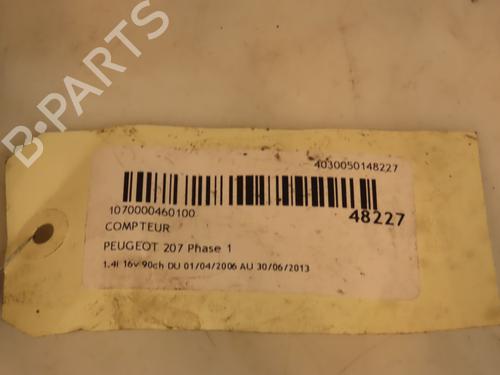 B-PARTS
4030050148227
1070000460100
48227
COMPTEUR
PEUGEOT 207 Phase 1
1.4i 16v 90ch DU 01/04/2006 AU 30/06/2013